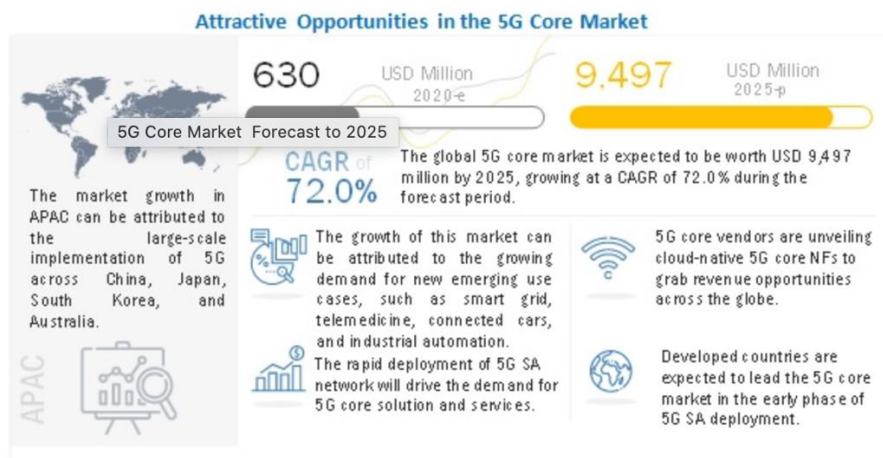 Attractive Opportunities in the 5G Core Market
630
USD Million
2020-e
9,497
USD Million
2025-p
5G Core Market Forecast to 2025
CAGR of
72.0%
The global 5G core market is expected to be worth USD 9,497
million by 2025, growing at a CAGR of 72.0% during the
forecast period.
The market growth in
APAC can be attributed to
the large-scale
implementation of 5G
across China, Japan,
South Korea, and
Australia.
APAC
The growth of this market can
be attributed to the growing
demand for new emerging use
cases, such as smart grid,
telemedicine, connected cars,
and industrial automation.
The rapid deployment of 5G SA
network will drive the demand for
5G core solution and services.
5G core vendors are unveiling
cloud-native 5G core NFs to
grab revenue opportunities
across the globe.
Developed countries are
expected to lead the 5G core
market in the early phase of
5G SA deployment.